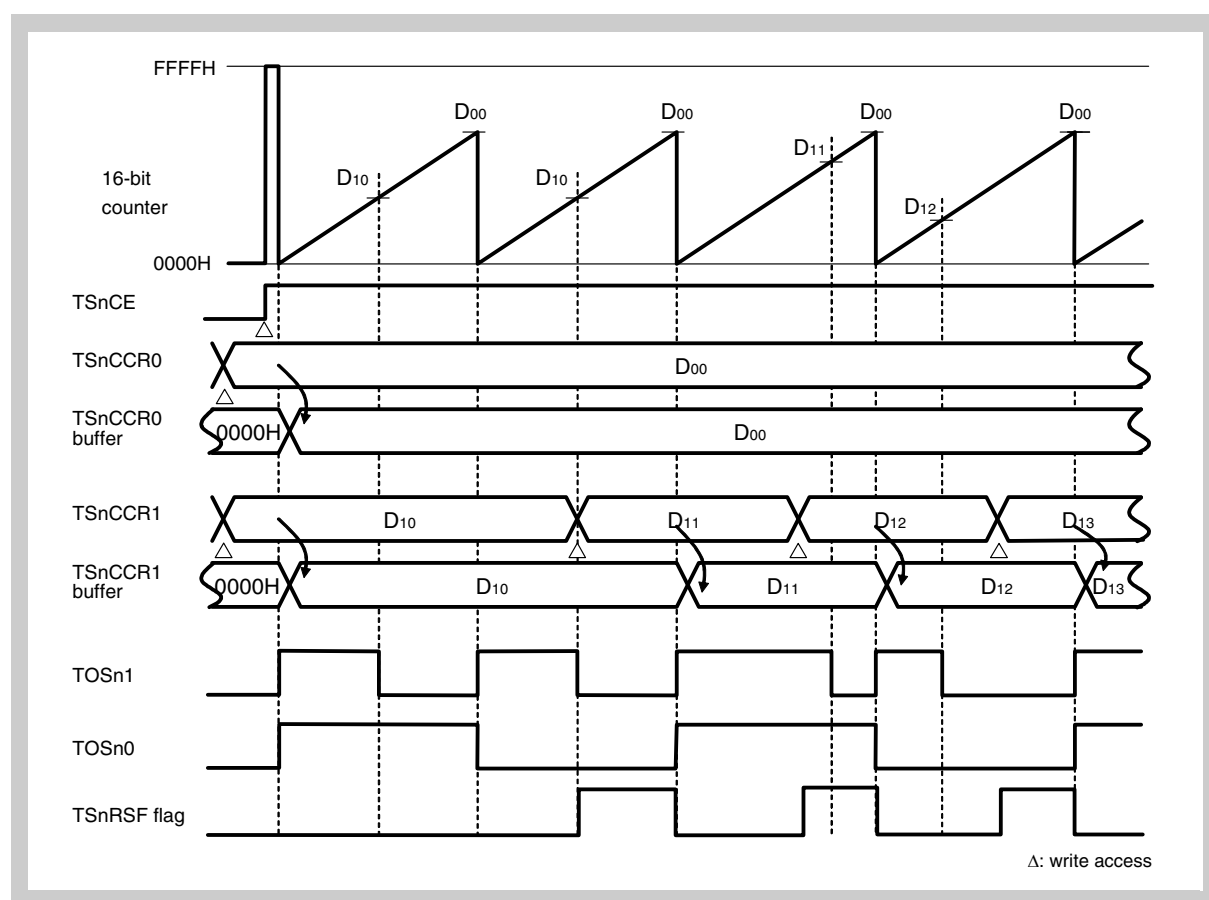 FFFFH
D00 D00 D00 D00
D11
D10 D10
16-bit
counter
D12
0000H
TSnCE
TSnCCR0
D00
TSnCCR0
buffer
0000H D00
TSnCCR1
D10 D11 D12 D13
TSnCCR1
buffer
0000H D10 D11 D12 D13
TOSn1
TOSn0
TSnRSF flag
Δ: write access